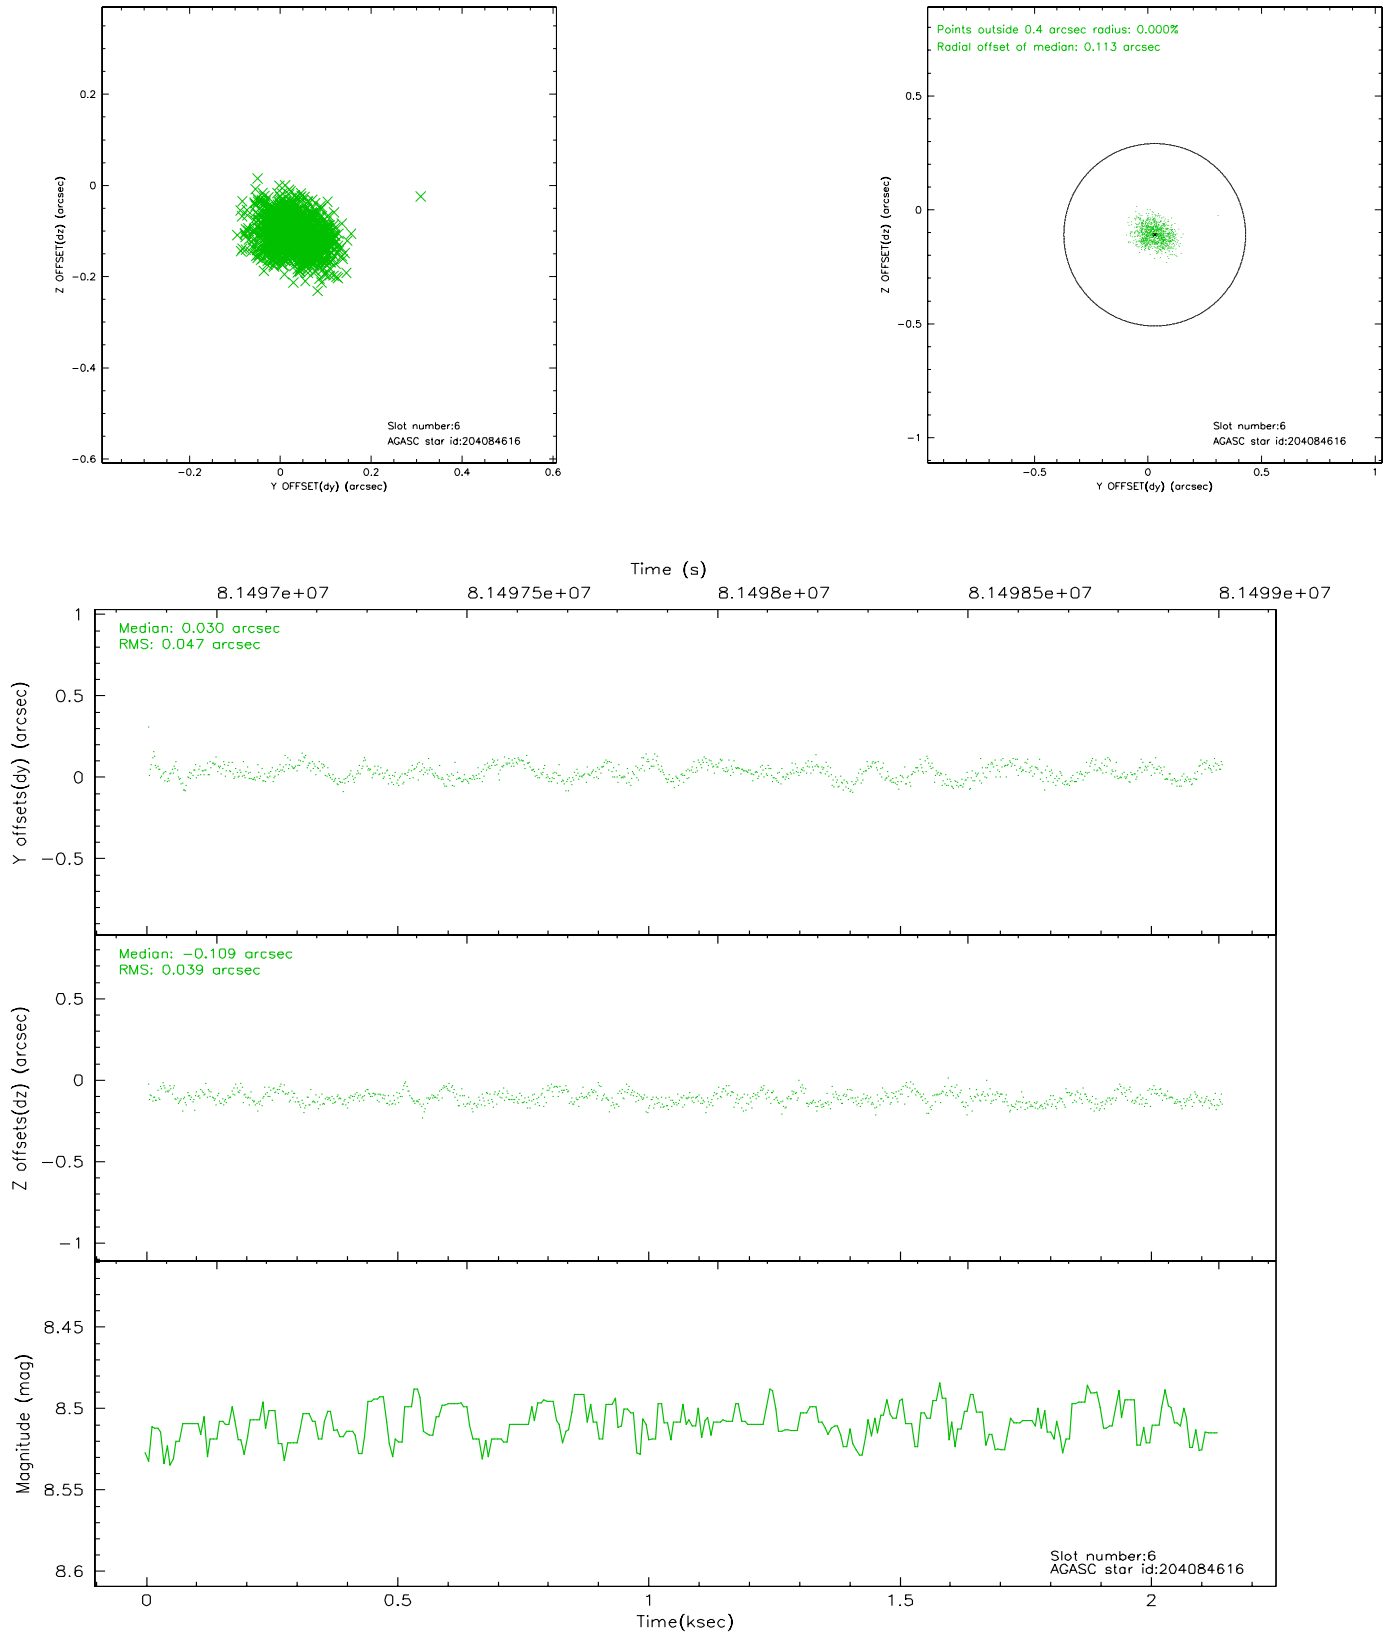 0.2
0
−0.2
−0.4
−0.6
Z OFFSET(dz) (arcsec)
−0.2
0
0.2
0.4
0.6
Y OFFSET(dy) (arcsec)
Slot number:6
AGASC star id:204084616
Points outside 0.4 arcsec radius: 0.000%
Radial offset of median: 0.113 arcsec
0.5
0
−0.5
−1
Z OFFSET(dz) (arcsec)
−0.5
0
0.5
1
Y OFFSET(dy) (arcsec)
Slot number:6
AGASC star id:204084616
Time (s)
8.1497e+07
8.14975e+07
8.1498e+07
8.14985e+07
8.1499e+07
Median: 0.030 arcsec
RMS: 0.047 arcsec
1
0.5
0
−0.5
Y offsets(dy) (arcsec)
Median: −0.109 arcsec
RMS: 0.039 arcsec
0.5
0
−0.5
−1
Z offsets(dz) (arcsec)
8.45
8.5
8.55
8.6
Magnitude (mag)
Slot number:6
AGASC star id:204084616
0
0.5
1
1.5
2
Time(ksec)